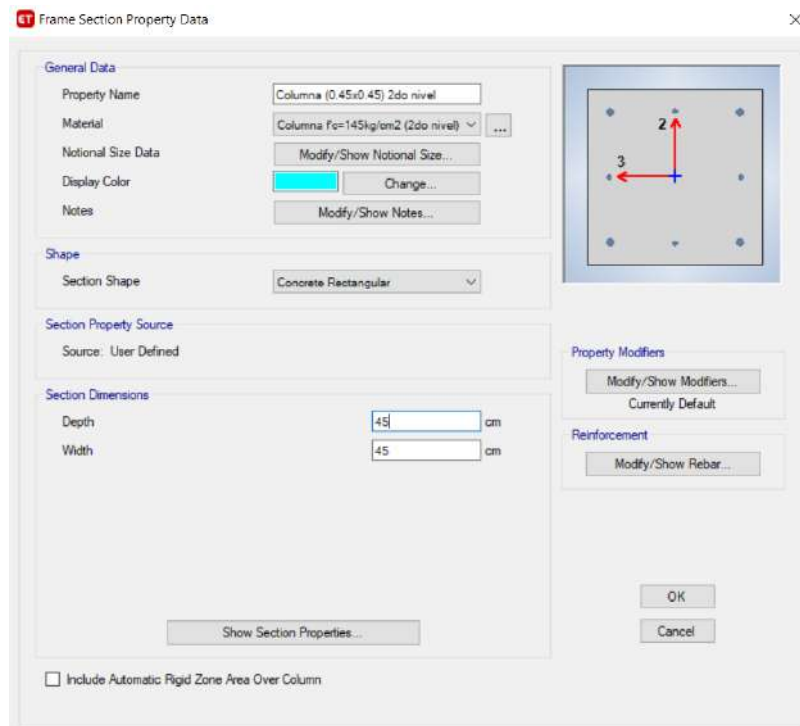 ET Frame Section Property Data
General Data
Property Name Columna (0.45x0.45) 2do nivel
Material Columna f'c=145kg/cm2 (2do nivel) ...
Notional Size Data Modify/Show Notional Size...
Display Color Change...
Notes Modify/Show Notes...
2
3
Shape
Section Shape Concrete Rectangular
Section Property Source
Source: User Defined
Property Modifiers
Modify/Show Modifiers...
Currently Default
Section Dimensions
Depth 45 cm
Width 45 cm
Reinforcement
Modify/Show Rebar...
Show Section Properties...
OK
Cancel
Include Automatic Rigid Zone Area Over Column